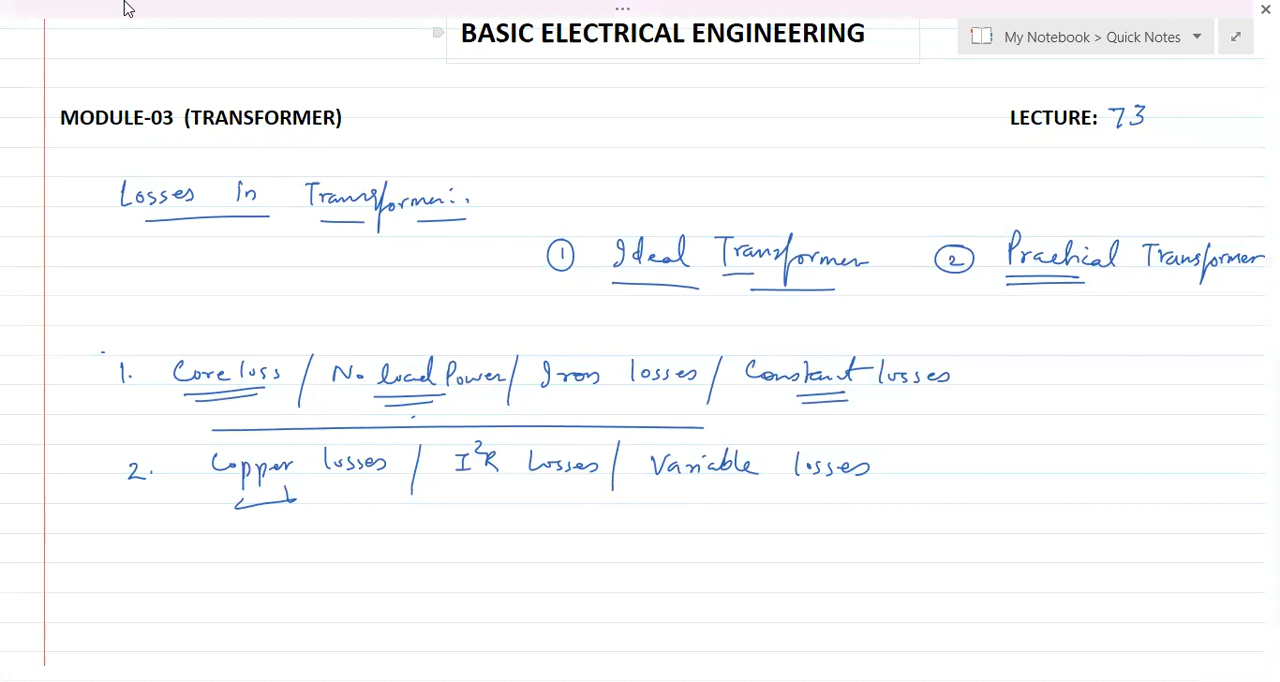 BASIC ELECTRICAL ENGINEERING
My Notebook > Quick Notes
MODULE-03 (TRANSFORMER) LECTURE: 73
Losses In Transformer:.
① Ideal Transformer ② Practical Transformer
1. Core loss / No load Power / Iron losses / Constant losses
2. Copper losses / I²R Losses / Variable losses